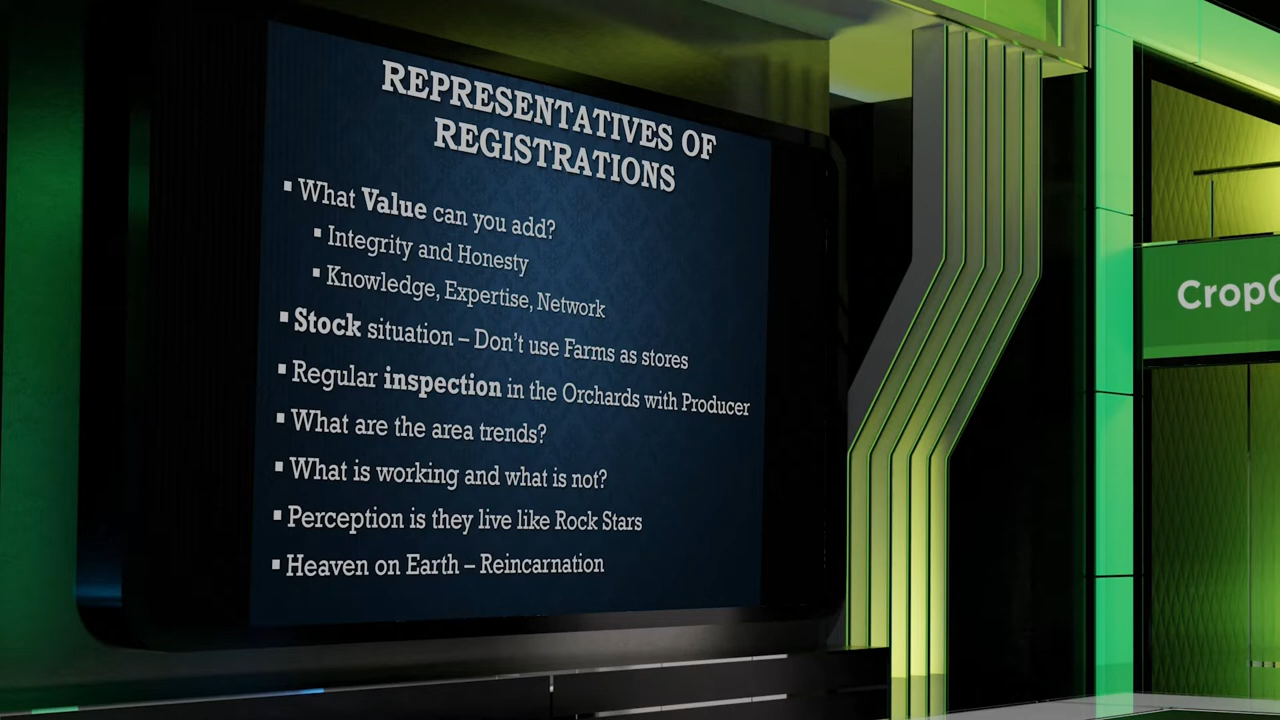 REPRESENTATIVES OF
REGISTRATIONS
▪ What Value can you add?
▪ Integrity and Honesty
▪ Knowledge, Expertise, Network
▪ Stock situation – Don't use Farms as stores
▪ Regular inspection in the Orchards with Producer
▪ What are the area trends?
▪ What is working and what is not?
▪ Perception is they live like Rock Stars
▪ Heaven on Earth – Reincarnation